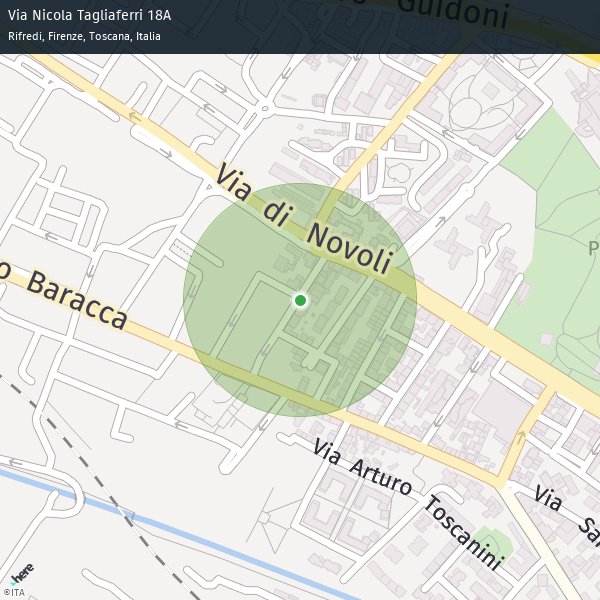 Via Nicola Tagliaferri 18A
Rifredi, Firenze, Toscana, Italia
Guidoni
Via di Novoli
o Baracca
P
Via Arturo Toscanini
Via Sa
here
©ITA